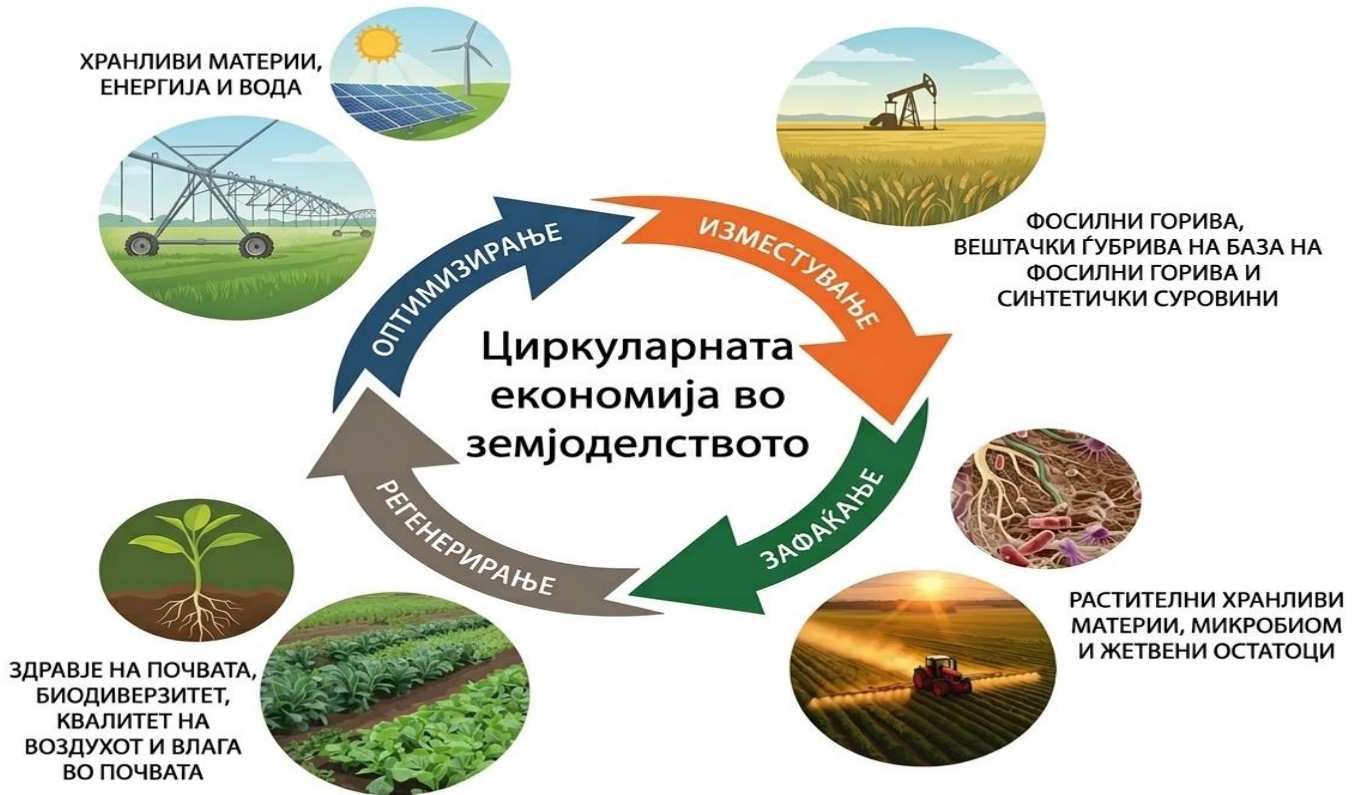 ХРАНЛИВИ МАТЕРИИ,
ЕНЕРГИЈА И ВОДА
ОПТИМИЗИРАЊЕ
ИЗМЕСТУВАЊЕ
ФОСИЛНИ ГОРИВА,
ВЕШТАЧКИ ЃУБРИВА НА БАЗА НА
ФОСИЛНИ ГОРИВА И
СИНТЕТИЧКИ СУРОВИНИ
Циркуларната
економија во
земјоделството
ЗАФАЌАЊЕ
РЕГЕНЕРИРАЊЕ
РАСТИТЕЛНИ ХРАНЛИВИ
МАТЕРИИ, МИКРОБИОМ
И ЖЕТВЕНИ ОСТАТОЦИ
ЗДРАВЈЕ НА ПОЧВАТА,
БИОДИВЕРЗИТЕТ,
КВАЛИТЕТ НА
ВОЗДУХОТ И ВЛАГА
ВО ПОЧВАТА